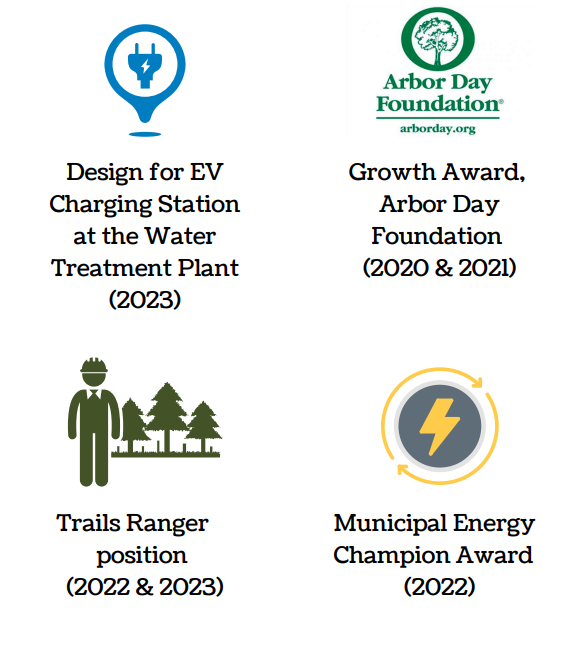 Design for EV
Charging Station
at the Water
Treatment Plant
(2023)
Arbor Day
Foundation®
arborday.org
Growth Award,
Arbor Day
Foundation
(2020 & 2021)
Trails Ranger
position
(2022 & 2023)
Municipal Energy
Champion Award
(2022)